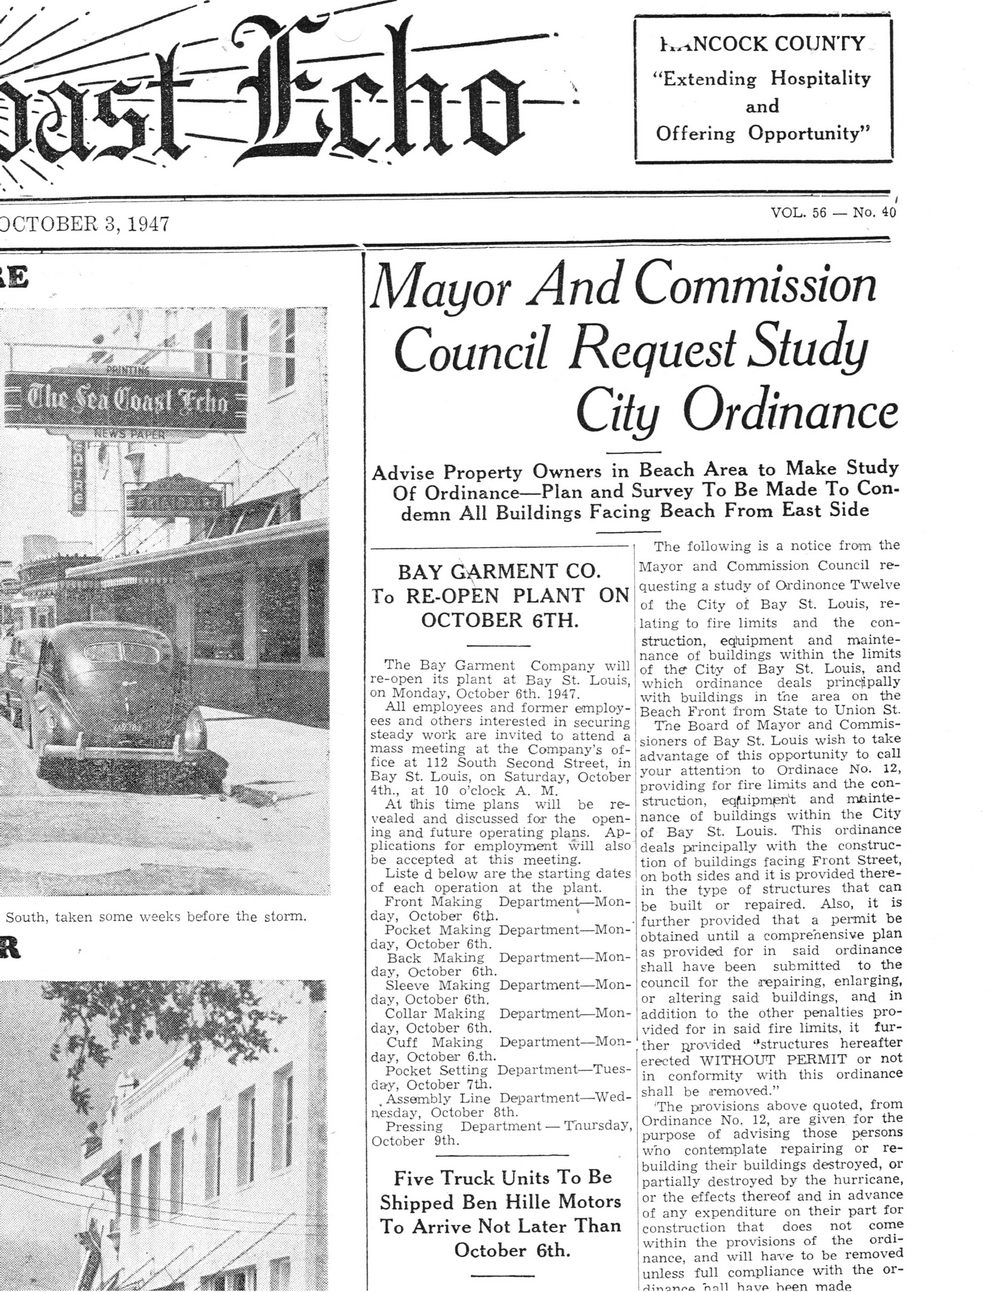 oast Echo
HANCOCK COUNTY
“Extending Hospitality
and
Offering Opportunity”
OCTOBER 3, 1947
VOL. 56 — No. 40
RE
PRINTING
The Sea Coast Echo
NEWS PAPER
South, taken some weeks before the storm.
R
Mayor And Commission
Council Request Study
City Ordinance
Advise Property Owners in Beach Area to Make Study
Of Ordinance—Plan and Survey To Be Made To Con-
demn All Buildings Facing Beach From East Side
BAY GARMENT CO.
To RE-OPEN PLANT ON
OCTOBER 6TH.
The Bay Garment Company will
re-open its plant at Bay St. Louis,
on Monday, October 6th. 1947.
All employees and former employ-
ees and others interested in securing
steady work are invited to attend a
mass meeting at the Company's of-
fice at 112 South Second Street, in
Bay St. Louis, on Saturday, October
4th., at 10 o'clock A. M.
At this time plans will be re-
vealed and discussed for the open-
ing and future operating plans. Ap-
plications for employment will also
be accepted at this meeting.
Liste d below are the starting dates
of each operation at the plant.
Front Making Department—Mon-
day, October 6th.
Pocket Making Department—Mon-
day, October 6th.
Back Making Department—Mon-
day, October 6th.
Sleeve Making Department—Mon-
day, October 6th.
Collar Making Department—Mon-
day, October 6th.
Cuff Making Department—Mon-
day, October 6.th.
Pocket Setting Department—Tues-
day, October 7th.
Assembly Line Department—Wed-
nesday, October 8th.
Pressing Department — Thursday,
October 9th.
Five Truck Units To Be
Shipped Ben Hille Motors
To Arrive Not Later Than
October 6th.
The following is a notice from the
Mayor and Commission Council re-
questing a study of Ordinonce Twelve
of the City of Bay St. Louis, re-
lating to fire limits and the con-
struction, equipment and mainte-
nance of buildings within the limits
of the City of Bay St. Louis, and
which ordinance deals principally
with buildings in the area on the
Beach Front from State to Union St.
The Board of Mayor and Commis-
sioners of Bay St. Louis wish to take
advantage of this opportunity to call
your attention to Ordinace No. 12,
providing for fire limits and the con-
struction, equipment and mainte-
nance of buildings within the City
of Bay St. Louis. This ordinance
deals principally with the construc-
tion of buildings facing Front Street,
on both sides and it is provided there-
in the type of structures that can
be built or repaired. Also, it is
further provided that a permit be
obtained until a comprehensive plan
as provided for in said ordinance
shall have been submitted to the
council for the repairing, enlarging,
or altering said buildings, and in
addition to the other penalties pro-
vided for in said fire limits, it fur-
ther provided “structures hereafter
erected WITHOUT PERMIT or not
in conformity with this ordinance
shall be removed.”
The provisions above quoted, from
Ordinance No. 12, are given for the
purpose of advising those persons
who contemplate repairing or re-
building their buildings destroyed, or
partially destroyed by the hurricane,
or the effects thereof and in advance
of any expenditure on their part for
construction that does not come
within the provisions of the ordi-
nance, and will have to be removed
unless full compliance with the or-
dinance hall have been made